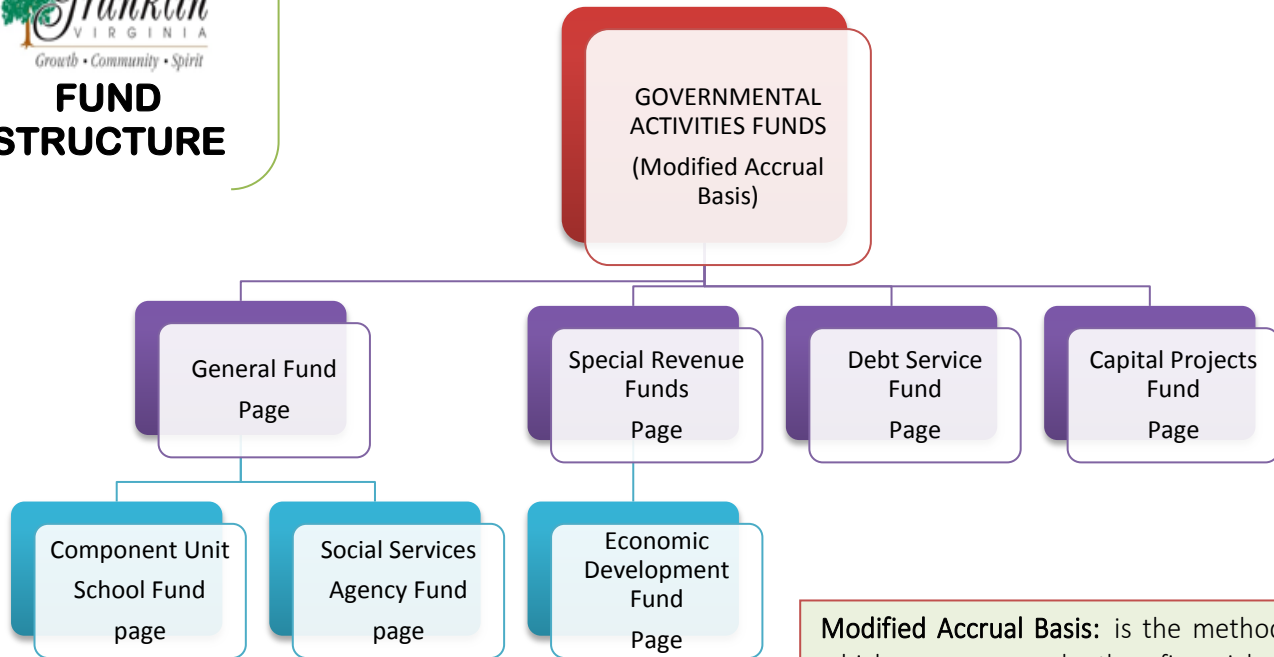 Franklin
VIRGINIA
Growth • Community • Spirit
FUND
STRUCTURE
GOVERNMENTAL
ACTIVITIES FUNDS
(Modified Accrual
Basis)
General Fund
Page
Special Revenue
Funds
Page
Debt Service
Fund
Page
Capital Projects
Fund
Page
Component Unit
School Fund
page
Social Services
Agency Fund
page
Economic
Development
Fund
Page
Modified Accrual Basis: is the method